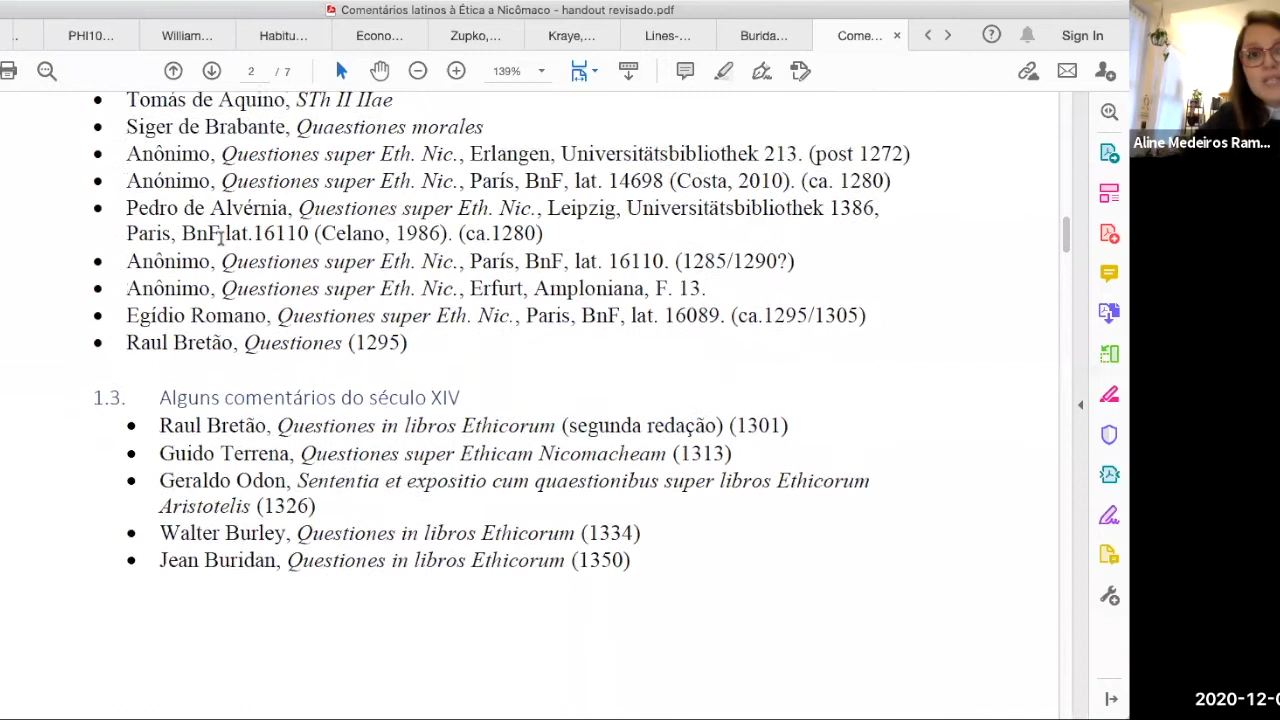 Comentários latinos à Ética a Nicômaco - handout revisado.pdf
... PHI10... William... Habitu... Econo... Zupko,... Kraye,... Lines-... Burida... Come... × Sign In
2 / 7 139%
Tomás de Aquino, STh II IIae
• Siger de Brabante, Quaestiones morales
• Anônimo, Questiones super Eth. Nic., Erlangen, Universitätsbibliothek 213. (post 1272)
• Anónimo, Questiones super Eth. Nic., París, BnF, lat. 14698 (Costa, 2010). (ca. 1280)
• Pedro de Alvérnia, Questiones super Eth. Nic., Leipzig, Universitätsbibliothek 1386,
Paris, BnF lat.16110 (Celano, 1986). (ca.1280)
• Anônimo, Questiones super Eth. Nic., París, BnF, lat. 16110. (1285/1290?)
• Anônimo, Questiones super Eth. Nic., Erfurt, Amploniana, F. 13.
• Egídio Romano, Questiones super Eth. Nic., Paris, BnF, lat. 16089. (ca.1295/1305)
• Raul Bretão, Questiones (1295)
1.3. Alguns comentários do século XIV
• Raul Bretão, Questiones in libros Ethicorum (segunda redação) (1301)
• Guido Terrena, Questiones super Ethicam Nicomacheam (1313)
• Geraldo Odon, Sententia et expositio cum quaestionibus super libros Ethicorum
Aristotelis (1326)
• Walter Burley, Questiones in libros Ethicorum (1334)
• Jean Buridan, Questiones in libros Ethicorum (1350)
Aline Medeiros Ram...
2020-12-0